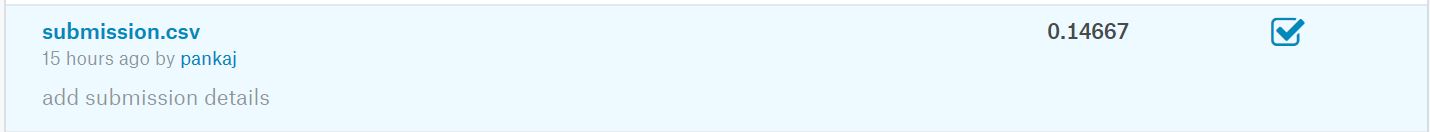 submission.csv 0.14667
15 hours ago by pankaj
add submission details